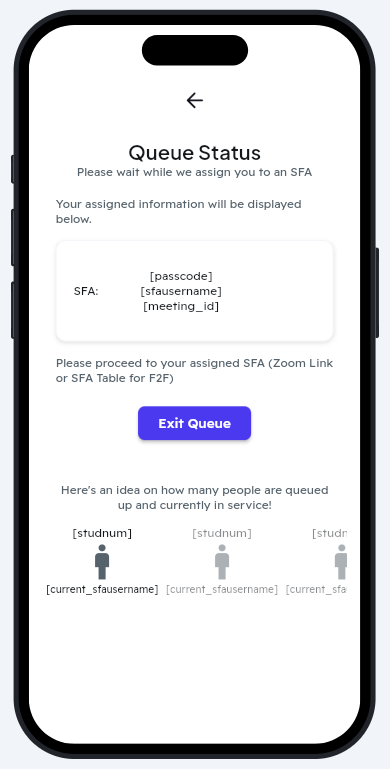 Queue Status
Please wait while we assign you to an SFA
Your assigned information will be displayed
below.
[passcode]
SFA: [sfausername]
[meeting_id]
Please proceed to your assigned SFA (Zoom Link
or SFA Table for F2F)
Exit Queue
Here's an idea on how many people are queued
up and currently in service!
[studnum] [studnum] [studn
[current_sfausername] [current_sfausername] [current_sfa